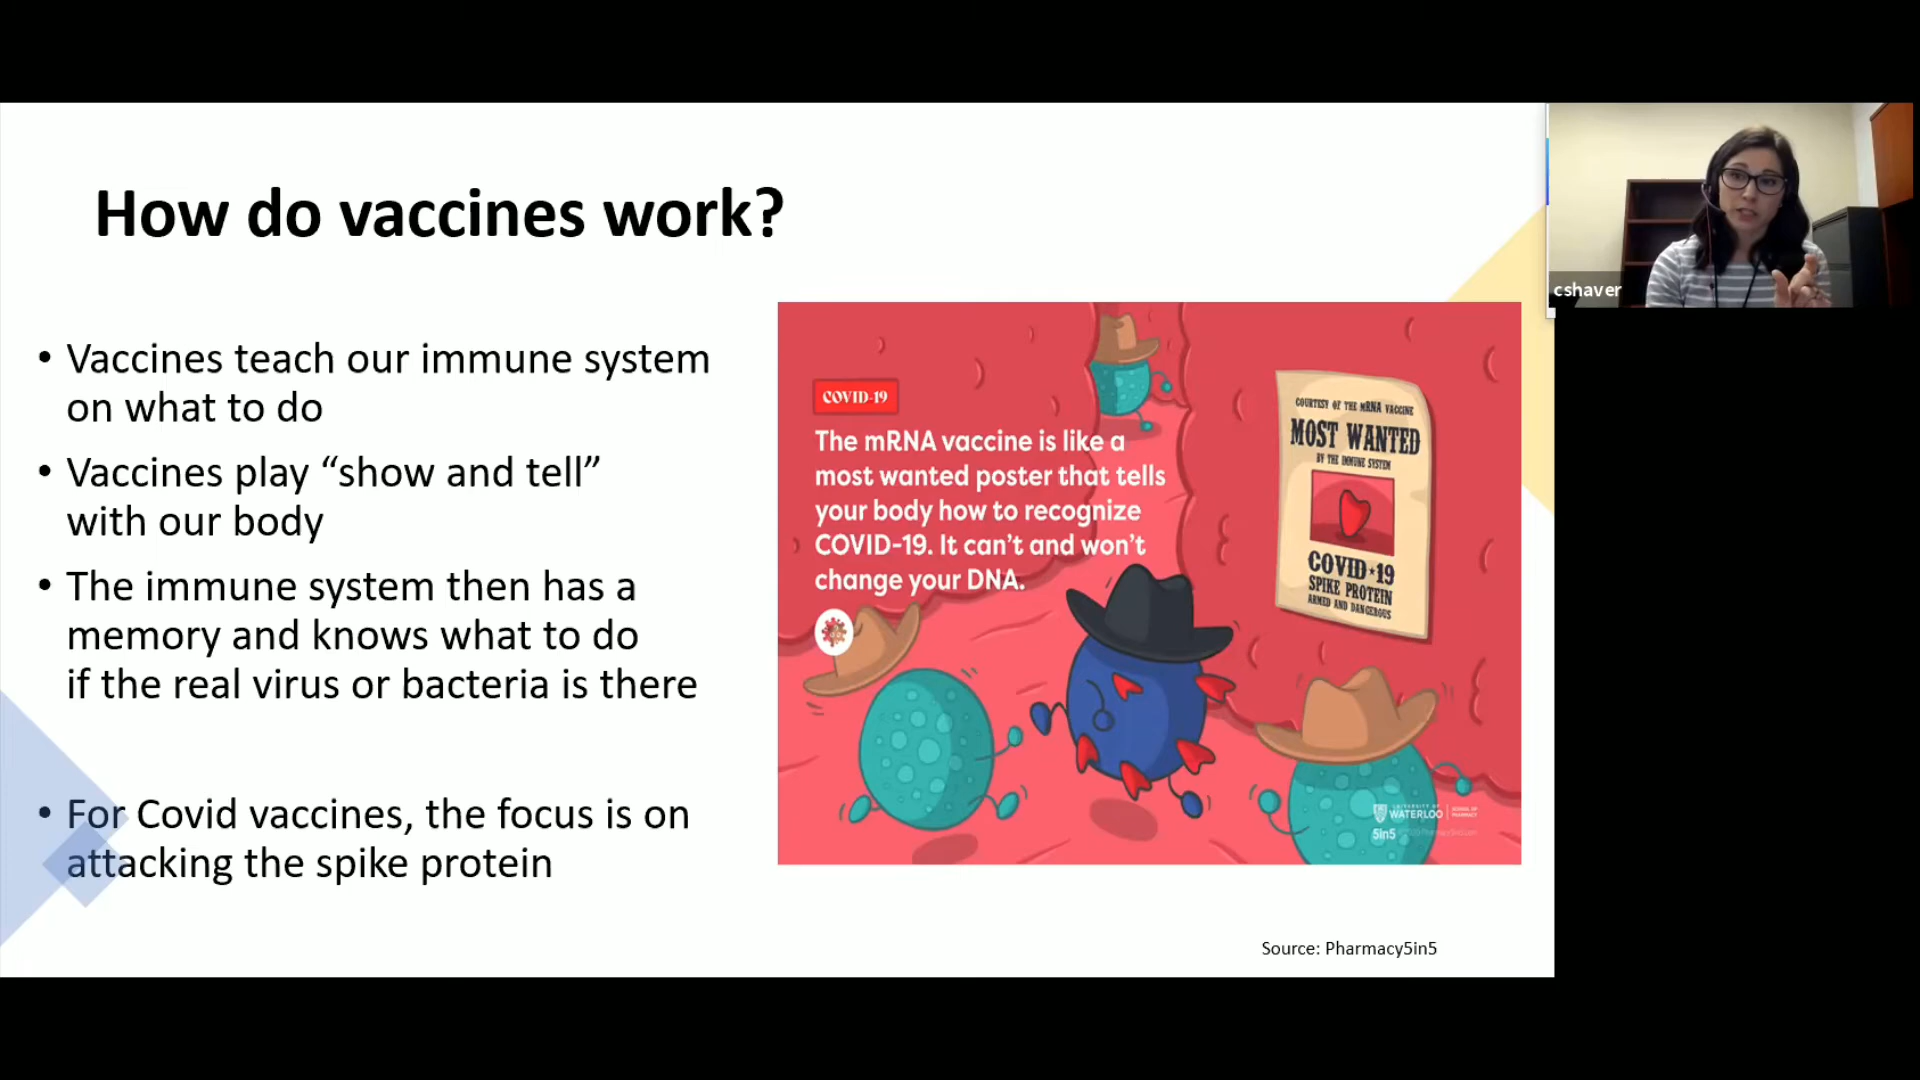 How do vaccines work?
• Vaccines teach our immune system
on what to do
• Vaccines play “show and tell”
with our body
• The immune system then has a
memory and knows what to do
if the real virus or bacteria is there
• For Covid vaccines, the focus is on
attacking the spike protein
COVID-19
The mRNA vaccine is like a
most wanted poster that tells
your body how to recognize
COVID-19. It can’t and won’t
change your DNA.
COURTESY OF THE mRNA VACCINE
MOST WANTED
BY THE IMMUNE SYSTEM
COVID★19
SPIKE PROTEIN
ARMED AND DANGEROUS
UNIVERSITY OF
WATERLOO
SCHOOL OF
PHARMACY
5in5
Source: Pharmacy5in5
cshaver